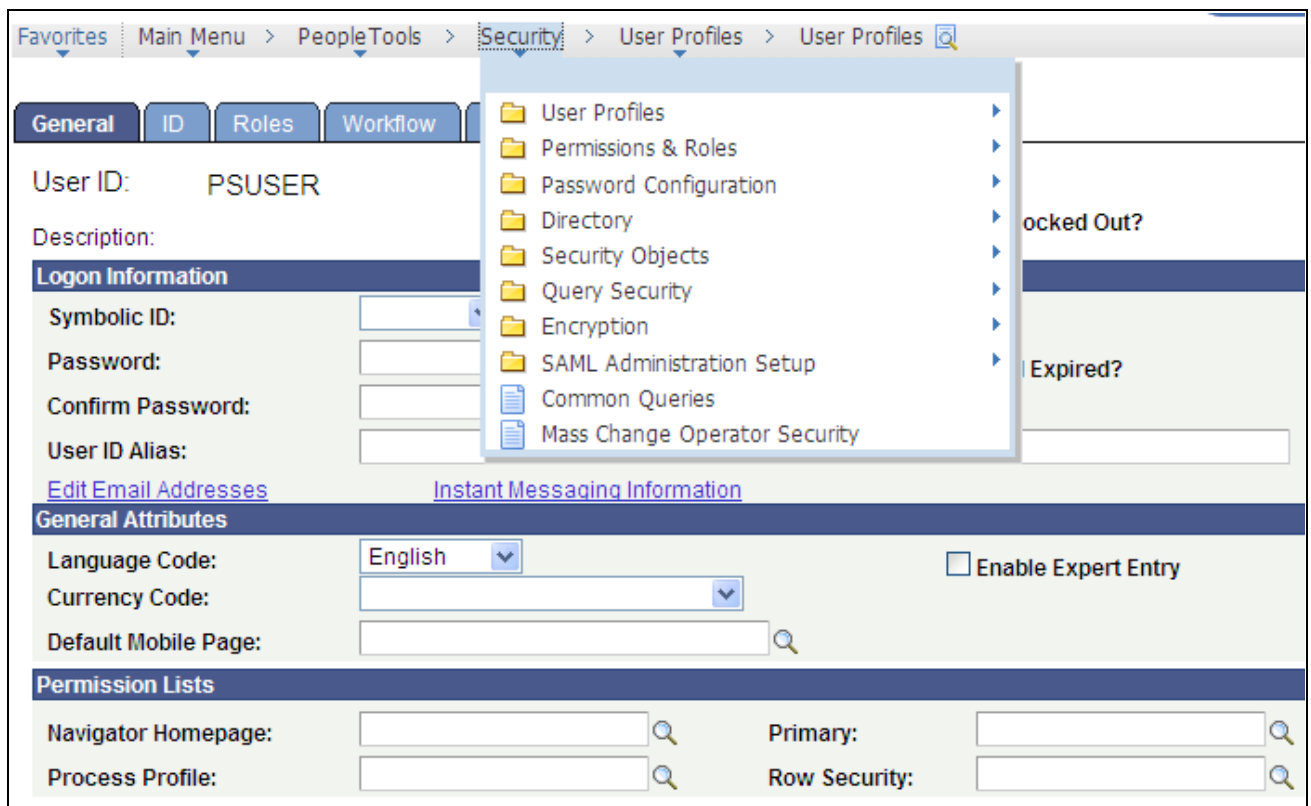 Favorites Main Menu > PeopleTools > Security > User Profiles > User Profiles
User Profiles
Permissions & Roles
Password Configuration
Directory
Security Objects
Query Security
Encryption
SAML Administration Setup
Common Queries
Mass Change Operator Security
General ID Roles Workflow
User ID: PSUSER
ocked Out?
Description:
Logon Information
Symbolic ID:
Password:
Expired?
Confirm Password:
User ID Alias:
Edit Email Addresses Instant Messaging Information
General Attributes
Language Code: English
Enable Expert Entry
Currency Code:
Default Mobile Page:
Permission Lists
Navigator Homepage: Primary:
Process Profile: Row Security: